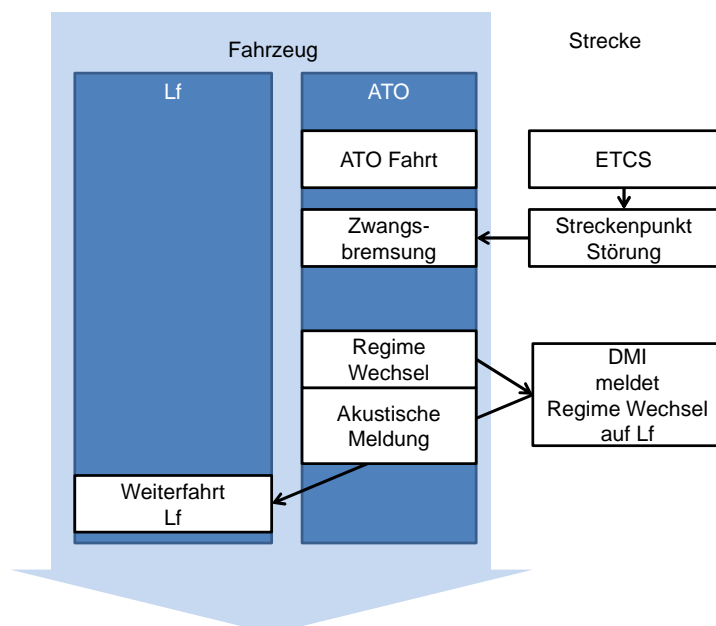 Fahrzeug
Strecke
Lf
ATO
ATO Fahrt
ETCS
Zwangs-
bremsung
Streckenpunkt
Störung
Regime
Wechsel
DMI
meldet
Regime Wechsel
auf Lf
Akustische
Meldung
Weiterfahrt
Lf